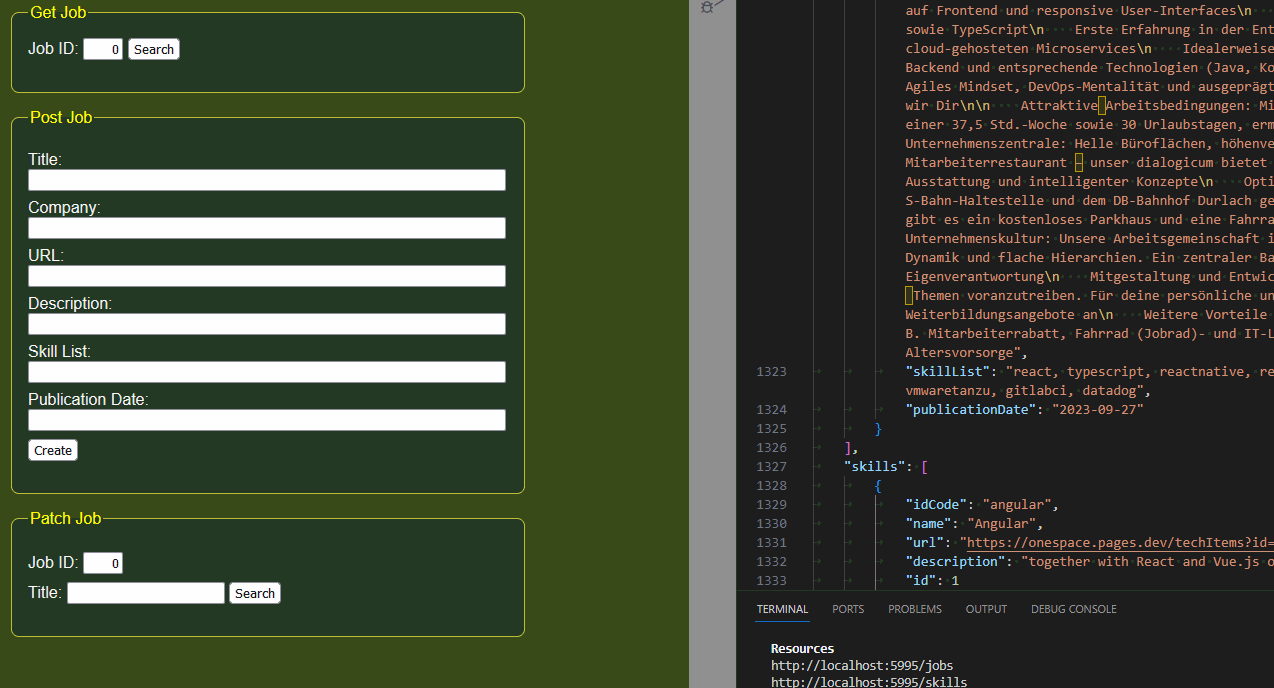 Get Job
Job ID: 0 Search
Post Job
Title:
Company:
URL:
Description:
Skill List:
Publication Date:
Create
Patch Job
Job ID: 0
Title: Search
auf Frontend und responsive User-Interfaces\n
sowie TypeScript\n Erste Erfahrung in der Ent
cloud-gehosteten Microservices\n Idealerweise
Backend und entsprechende Technologien (Java, Ko
Agiles Mindset, DevOps-Mentalität und ausgeprägt
wir Dir\n\n Attraktive Arbeitsbedingungen: Mi
einer 37,5 Std.-Woche sowie 30 Urlaubstagen, erm
Unternehmenszentrale: Helle Büroflächen, höhenve
Mitarbeiterrestaurant – unser dialogicum bietet
Ausstattung und intelligenter Konzepte\n Opti
S-Bahn-Haltestelle und dem DB-Bahnhof Durlach ge
gibt es ein kostenloses Parkhaus und eine Fahrra
Unternehmenskultur: Unsere Arbeitsgemeinschaft i
Dynamik und flache Hierarchien. Ein zentraler Ba
Eigenverantwortung\n Mitgestaltung und Entwic
Themen voranzutreiben. Für deine persönliche un
Weiterbildungsangebote an\n Weitere Vorteile
B. Mitarbeiterrabatt, Fahrrad (Jobrad)- und IT-L
Altersvorsorge",
1323 "skillList": "react, typescript, reactnative, re
vmwaretanzu, gitlabci, datadog",
1324 "publicationDate": "2023-09-27"
1325 }
1326 ],
1327 "skills": [
1328 {
1329 "idCode": "angular",
1330 "name": "Angular",
1331 "url": "https://onespace.pages.dev/techItems?id=
1332 "description": "together with React and Vue.js o
1333 "id": 1
TERMINAL PORTS PROBLEMS OUTPUT DEBUG CONSOLE
Resources
http://localhost:5995/jobs
http://localhost:5995/skills